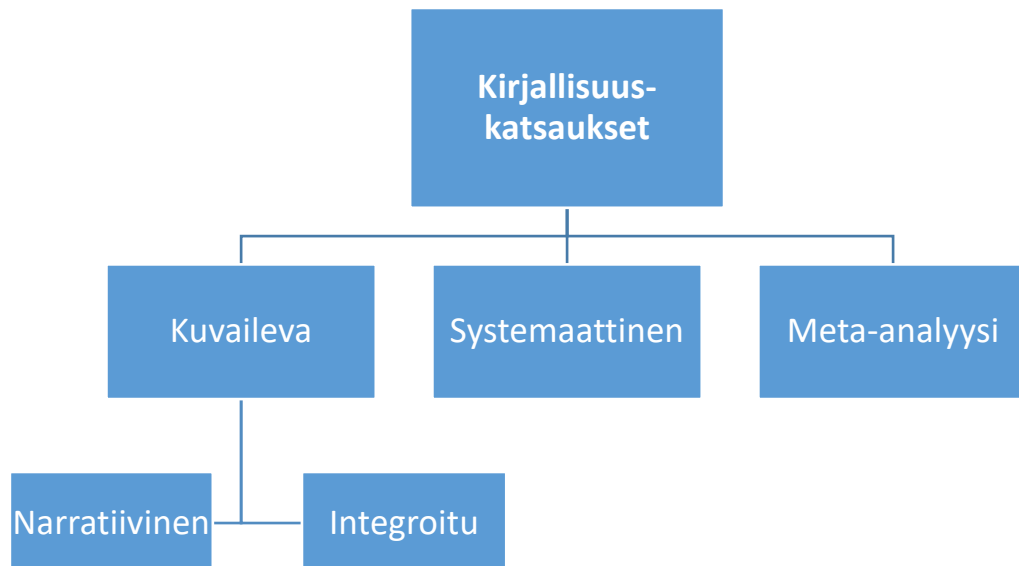 Kirjallisuus-
katsaukset
Kuvaileva
Systemaattinen
Meta-analyysi
Narratiivinen
Integroitu